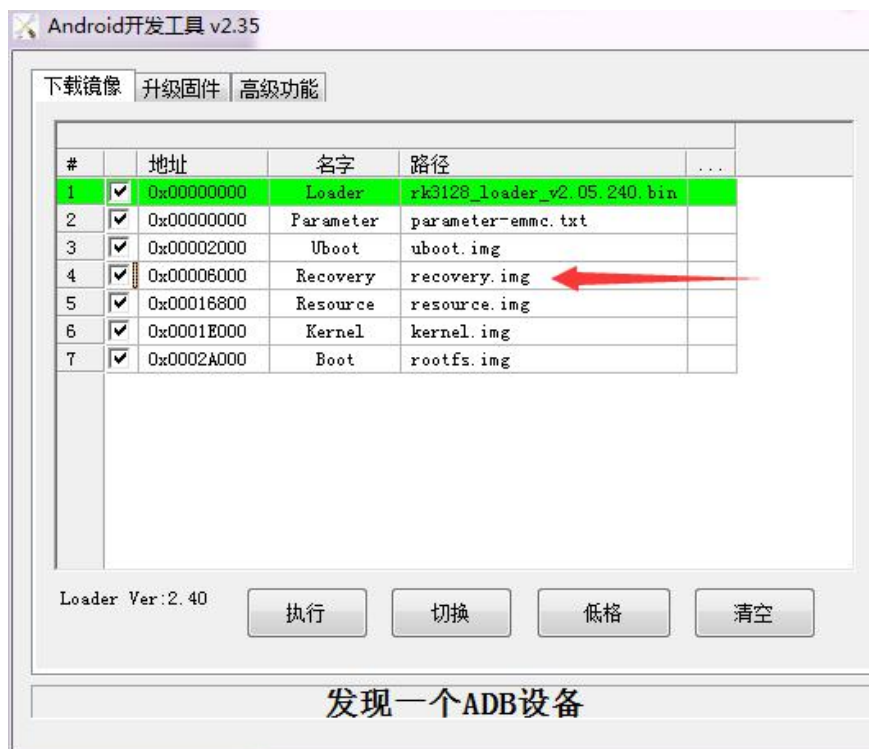 Android开发工具 v2.35
下载镜像 升级固件 高级功能
# 地址 名字 路径 ...
1 0x00000000 Loader rk3128_loader_v2.05.240.bin
2 0x00000000 Parameter parameter-emmc.txt
3 0x00002000 Uboot uboot.img
4 0x00006000 Recovery recovery.img
5 0x00016800 Resource resource.img
6 0x0001E000 Kernel kernel.img
7 0x0002A000 Boot rootfs.img
Loader Ver:2.40 执行 切换 低格 清空
发现一个ADB设备